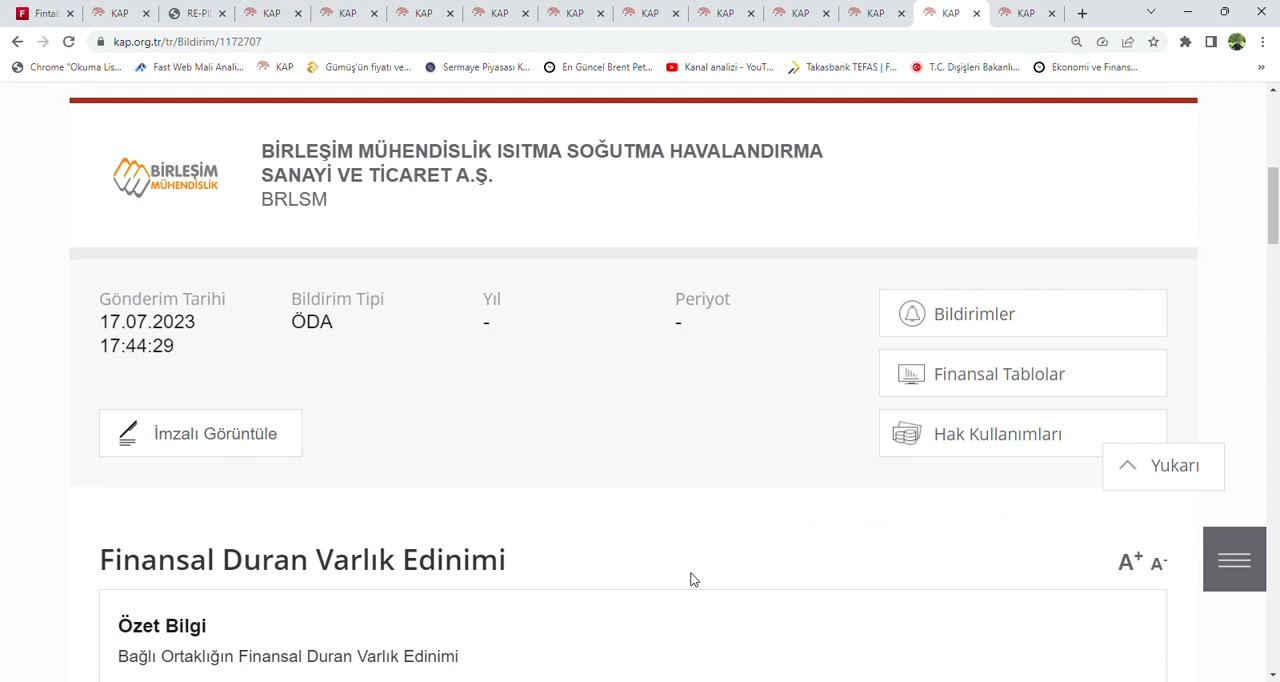 Finta
KAP
RE-PI
KAP
KAP
KAP
KAP
KAP
KAP
KAP
KAP
KAP
KAP
KAP
kap.org.tr/tr/Bildirim/1172707
Chrome "Okuma Lis...
Fast Web Mali Anali...
KAP
Gümüş'ün fiyatı ve...
Sermaye Piyasası K...
En Güncel Brent Pet...
Kanal analizi - YouT...
Takasbank TEFAS | F...
T.C. Dışişleri Bakanlı...
Ekonomi ve Finans...
»
BİRLEŞİM
MÜHENDİSLİK
BİRLEŞİM MÜHENDİSLİK ISITMA SOĞUTMA HAVALANDIRMA
SANAYİ VE TİCARET A.Ş.
BRLSM
Gönderim Tarihi
17.07.2023
17:44:29
Bildirim Tipi
ÖDA
Yıl
-
Periyot
-
Bildirimler
Finansal Tablolar
Hak Kullanımları
İmzalı Görüntüle
Yukarı
Finansal Duran Varlık Edinimi
A+ A-
Özet Bilgi
Bağlı Ortaklığın Finansal Duran Varlık Edinimi